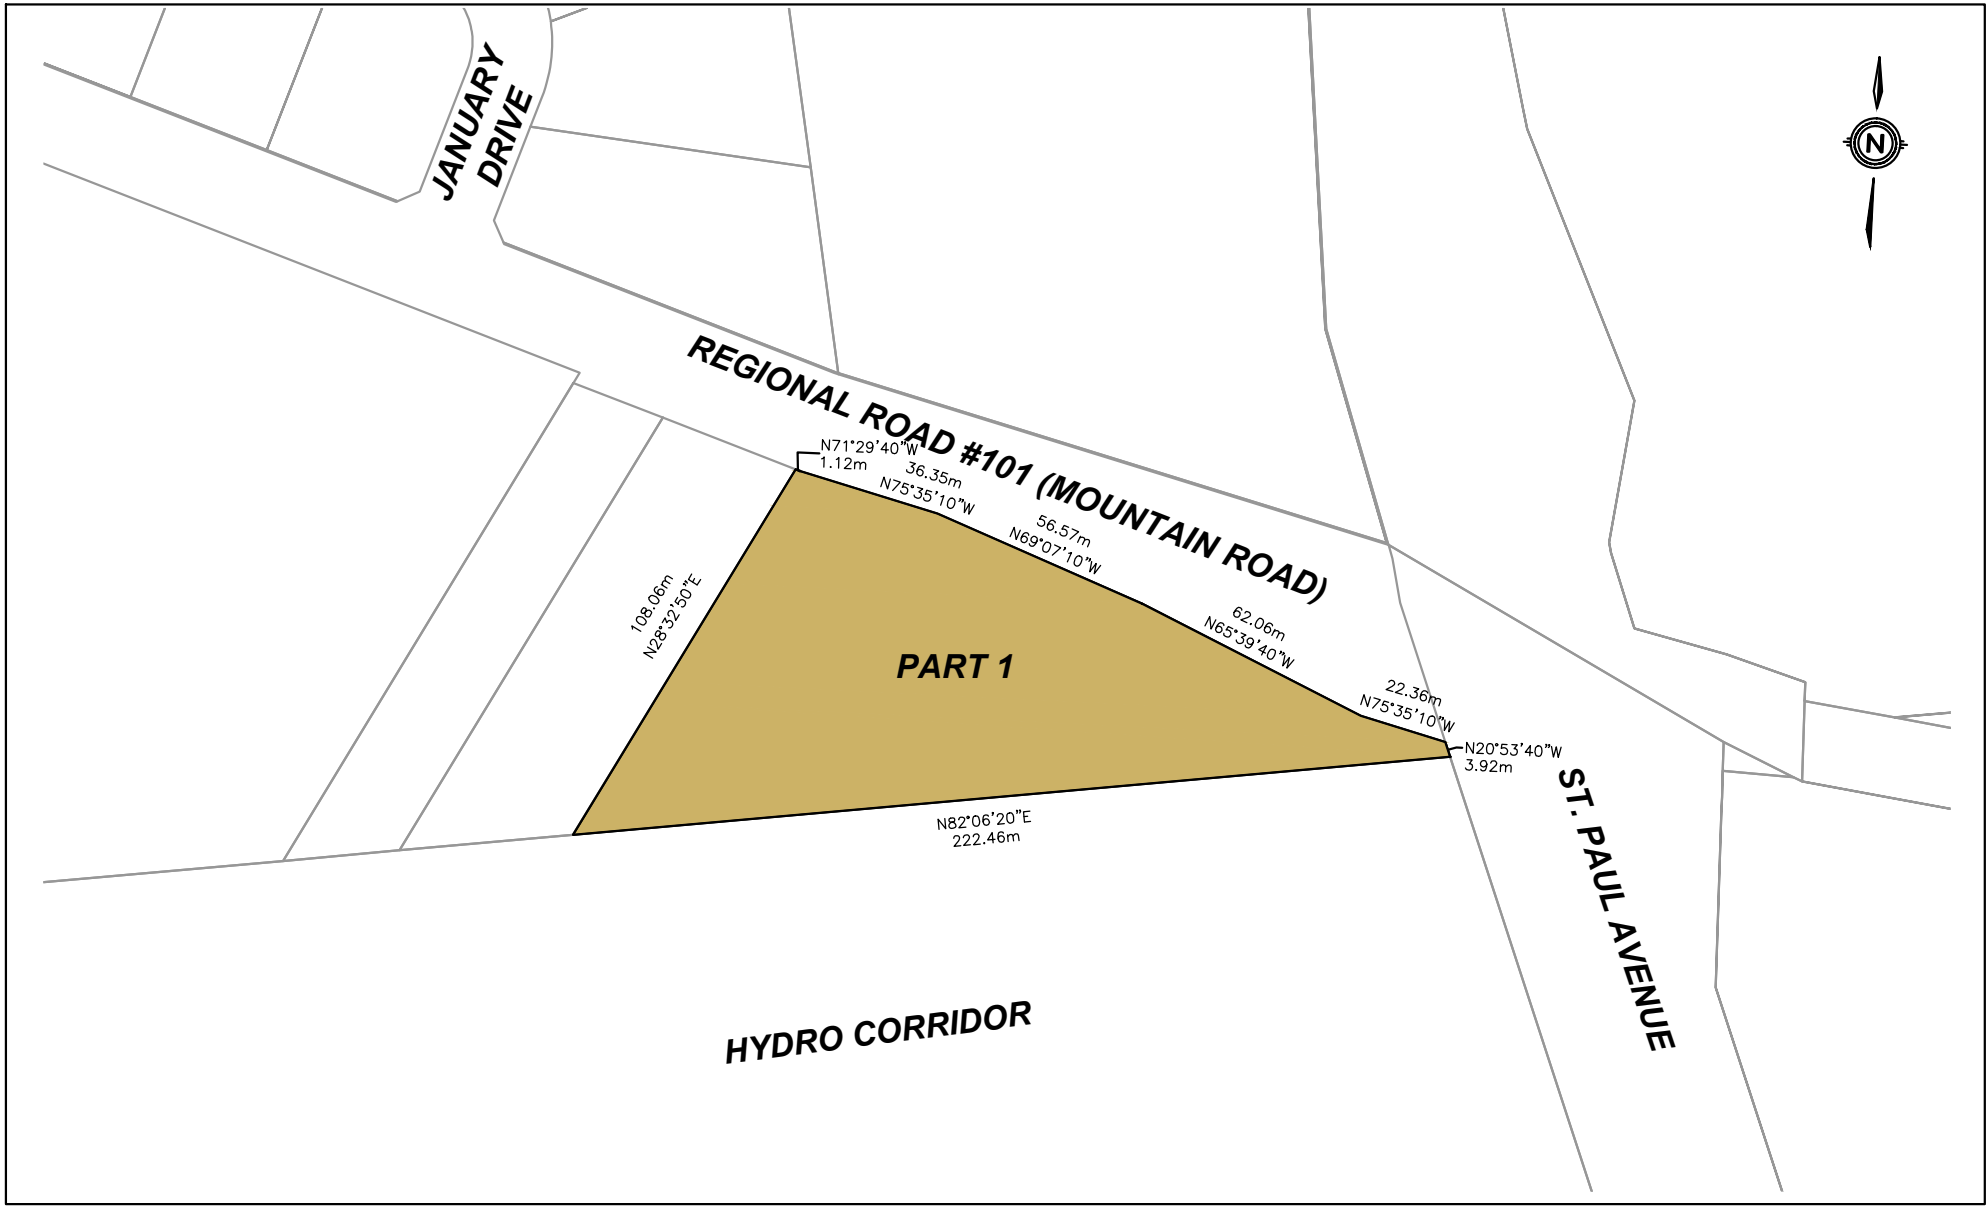 JANUARY
DRIVE
N
REGIONAL ROAD #101 (MOUNTAIN ROAD)
N71°29'40"W
1.12m
36.35m
N75°35'10"W
56.57m
N69°07'10"W
108.06m
N28°32'50"E
62.06m
N65°39'40"W
PART 1
22.36m
N75°35'10"W
N20°53'40"W
3.92m
N82°06'20"E
222.46m
ST. PAUL AVENUE
HYDRO CORRIDOR